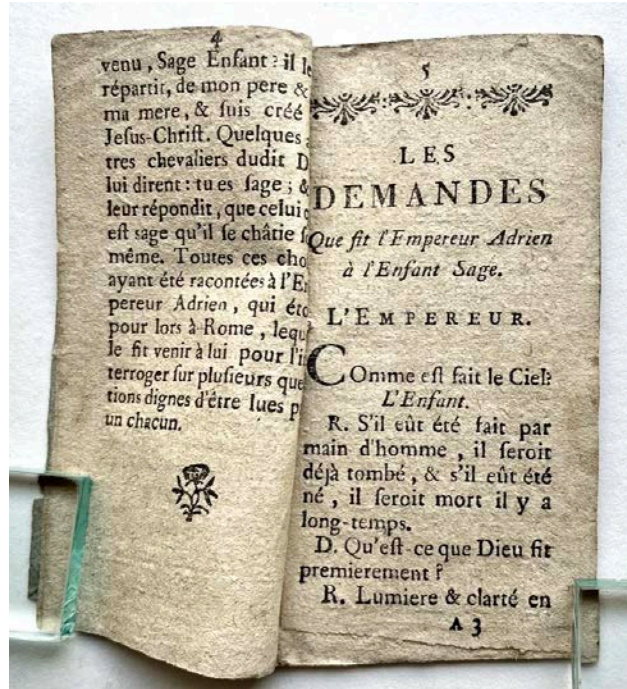 4
venu, Sage Enfant ? il
répartit, de mon pere &
ma mere, & ſuis créé
Jeſus-Chriſt. Quelques
tres chevaliers dudit D
lui dirent : tu es ſage ; &
leur répondit, que celui
eſt sage qu'il ſe châtie
même. Toutes ces cho
ayant été racontées à l'E
pereur Adrien, qui éto
pour lors à Rome, lequ
le fit venir à lui pour l'i
terroger ſur pluſieurs que
tions dignes d'être lues p
un chacun.
5
LES
DEMANDES
Que fit l'Empereur Adrien
à l'Enfant Sage.
L'EMPEREUR.
COmme eſt fait le Ciel?
L'Enfant.
R. S'il eût été fait par
main d'homme, il ſeroit
déjà tombé, & s'il eût été
né, il ſeroit mort il y a
long-temps.
D. Qu'eſt-ce que Dieu fit
premierement ?
R. Lumiere & clarté en
A 3